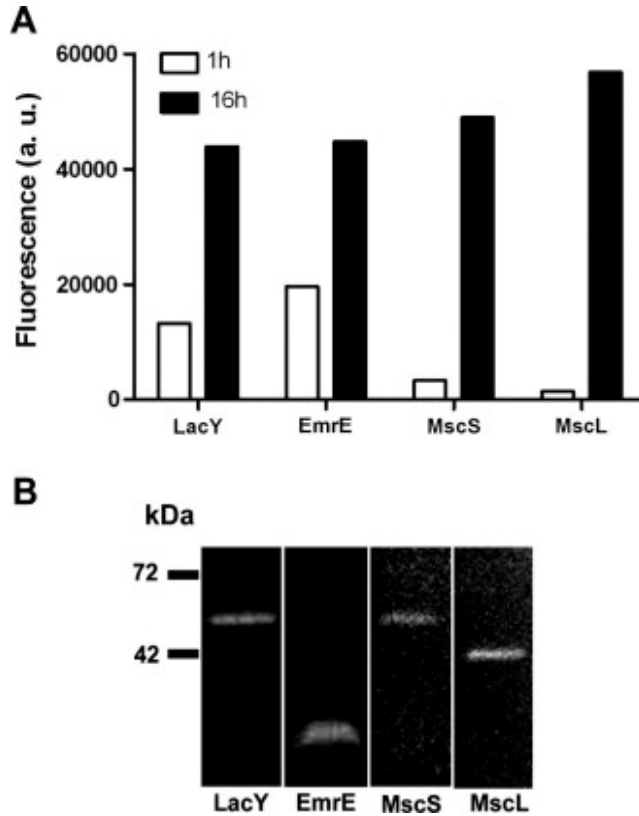 A
Fluorescence (a. u.)
60000
40000
20000
0
1h
16h
LacY EmrE MscS MscL
B
kDa
72
42
LacY EmrE MscS MscL